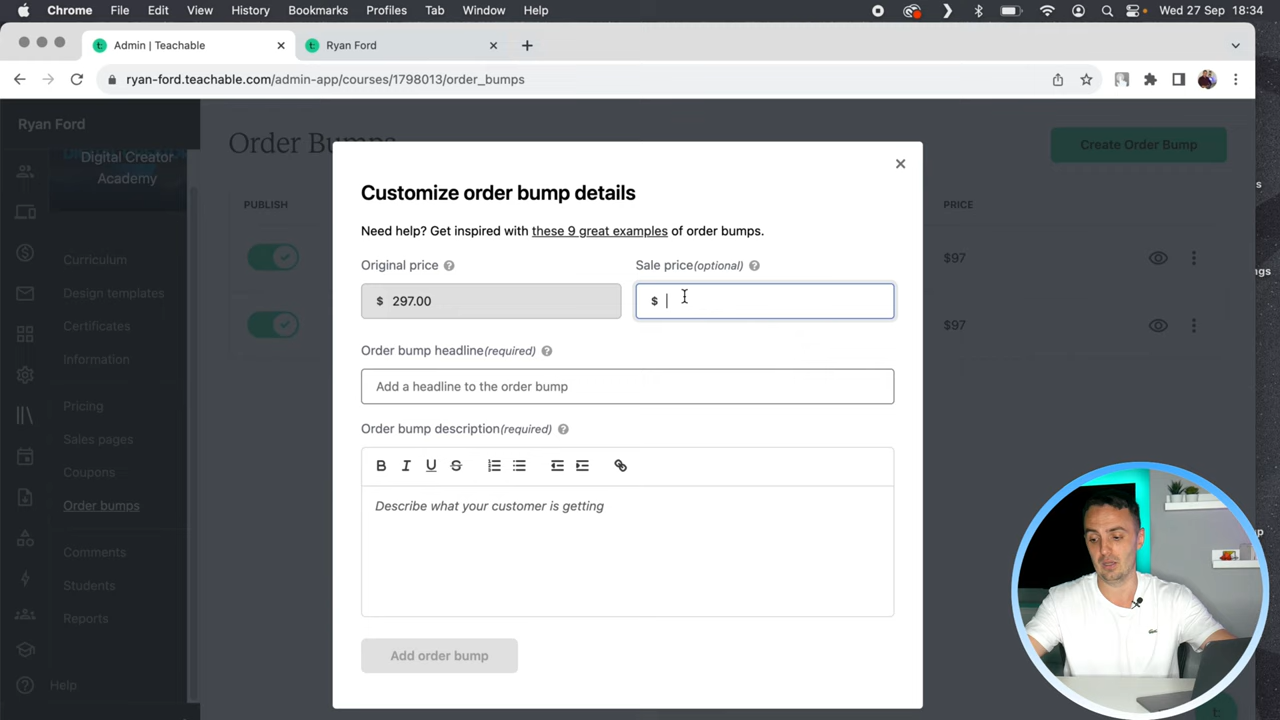 Chrome File Edit View History Bookmarks Profiles Tab Window Help Wed 27 Sep 18:34
Admin | Teachable Ryan Ford
ryan-ford.teachable.com/admin-app/courses/1798013/order_bumps
Ryan Ford
Digital Creator
Academy
Curriculum
Design templates
Certificates
Information
Pricing
Sales pages
Coupons
Order bumps
Comments
Students
Reports
Help
Create Order Bump
PUBLISH PRICE
$97
$97
Customize order bump details
Need help? Get inspired with these 9 great examples of order bumps.
Original price ? Sale price(optional) ?
$ 297.00 $
Order bump headline(required) ?
Add a headline to the order bump
Order bump description(required) ?
B I U S
Describe what your customer is getting
Add order bump